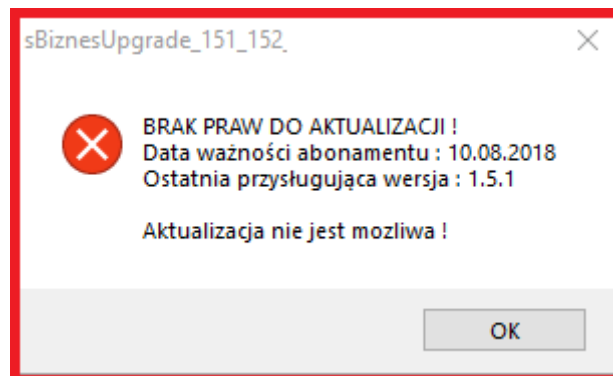 sBiznesUpgrade_151_152_
BRAK PRAW DO AKTUALIZACJI !
Data ważności abonamentu : 10.08.2018
Ostatnia przysługująca wersja : 1.5.1
Aktualizacja nie jest mozliwa !
OK